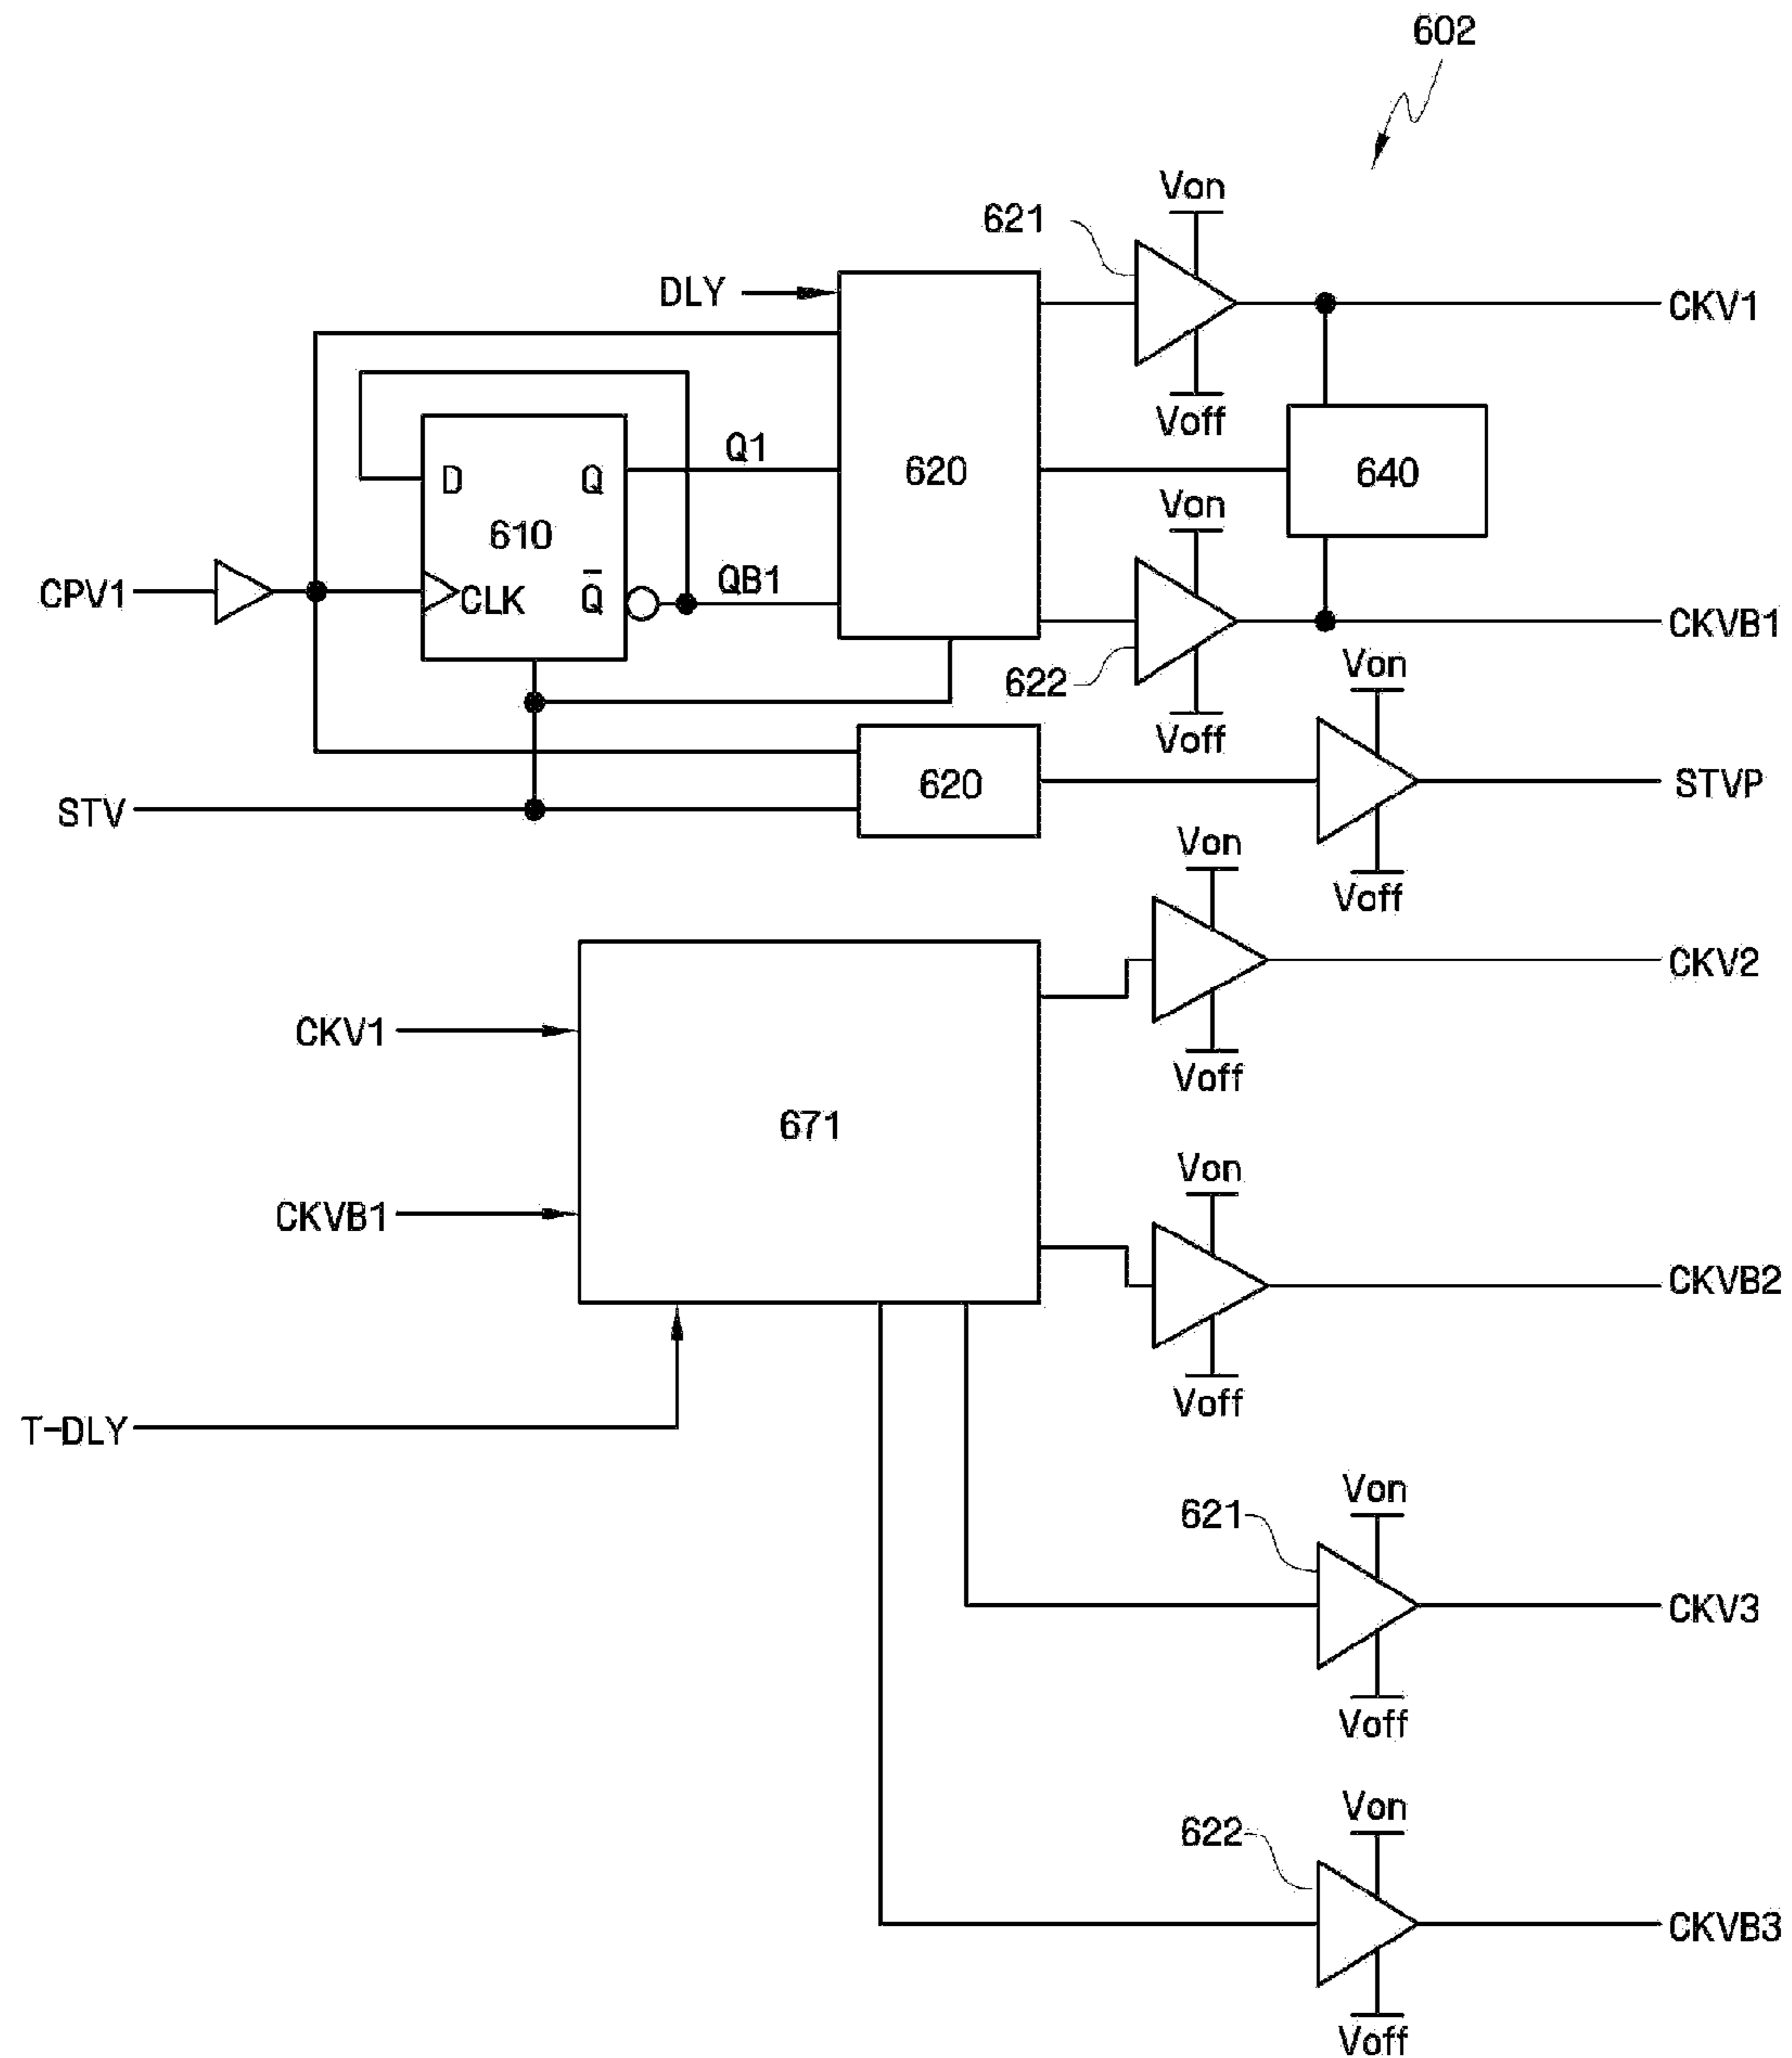 602
Von
621
DLY
CKV1
Voff
Q1
D
Q
620
640
610
Von
CPV1
CLK
Q̅
QB1
CKVB1
622
Von
Voff
STV
620
STVP
Von
Voff
CKV2
CKV1
Voff
671
Von
CKVB1
CKVB2
Voff
T-DLY
Von
621
CKV3
Voff
Von
622
CKVB3
Voff